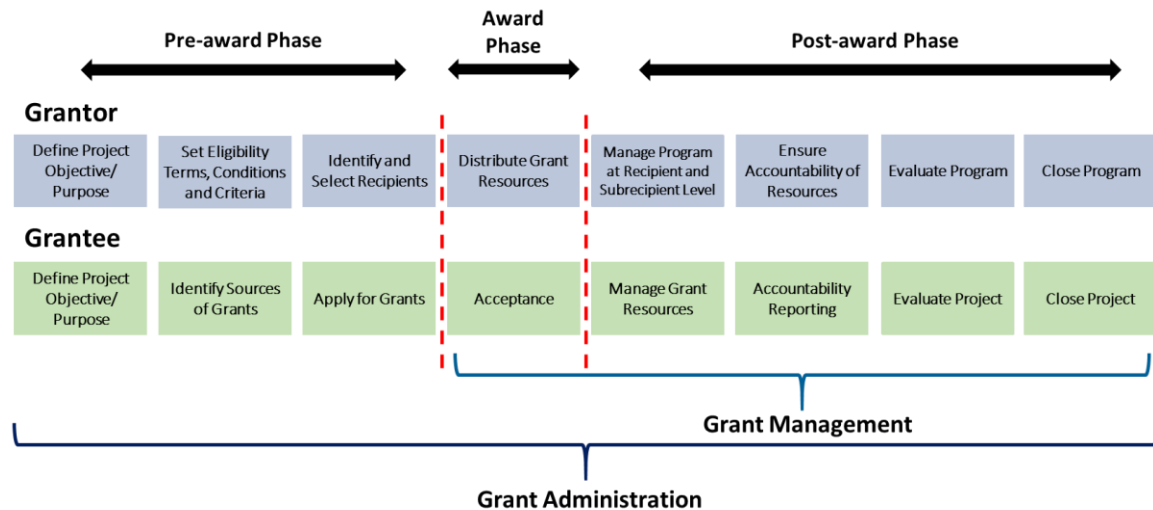 Pre-award Phase
Award
Phase
Post-award Phase
Grantor
Define Project
Objective/
Purpose
Set Eligibility
Terms, Conditions
and Criteria
Identify and
Select Recipients
Distribute Grant
Resources
Manage Program
at Recipient and
Subrecipient Level
Ensure
Accountability of
Resources
Evaluate Program
Close Program
Grantee
Define Project
Objective/
Purpose
Identify Sources
of Grants
Apply for Grants
Acceptance
Manage Grant
Resources
Accountability
Reporting
Evaluate Project
Close Project
Grant Management
Grant Administration